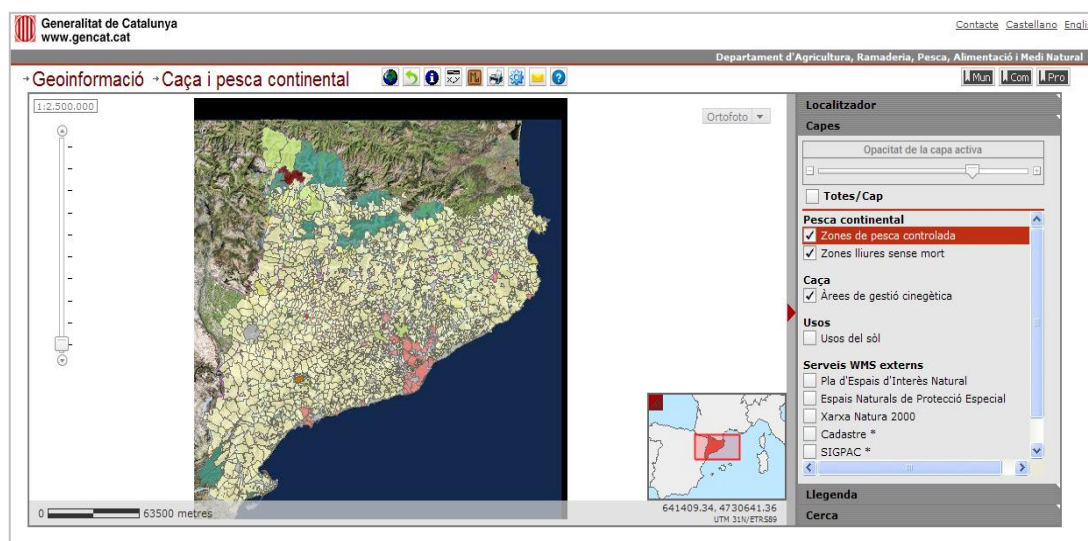 Generalitat de Catalunya
www.gencat.cat
Contacte Castellano
Departament d'Agricultura, Ramaderia, Pesca, Alimentació i Medi Natural
Geoinformació Caça i pesca continental
Mun Com Pro
1:2.500.000
Ortofoto
Localitzador
Capes
Opacitat de la capa activa
Totes/Cap
Pesca continental
Zones de pesca controlada
Zones lliures sense mort
Caça
Àrees de gestió cinegètica
Usos
Usos del sòl
Serveis WMS externs
Pla d'Espais d'Interès Natural
Espais Naturals de Protecció Especial
Xarxa Natura 2000
Cadastre *
SIGPAC *
Llegenda
Cerca
0 63500 metres
641409.34, 4730641.36
UTM 31N/ETRS89